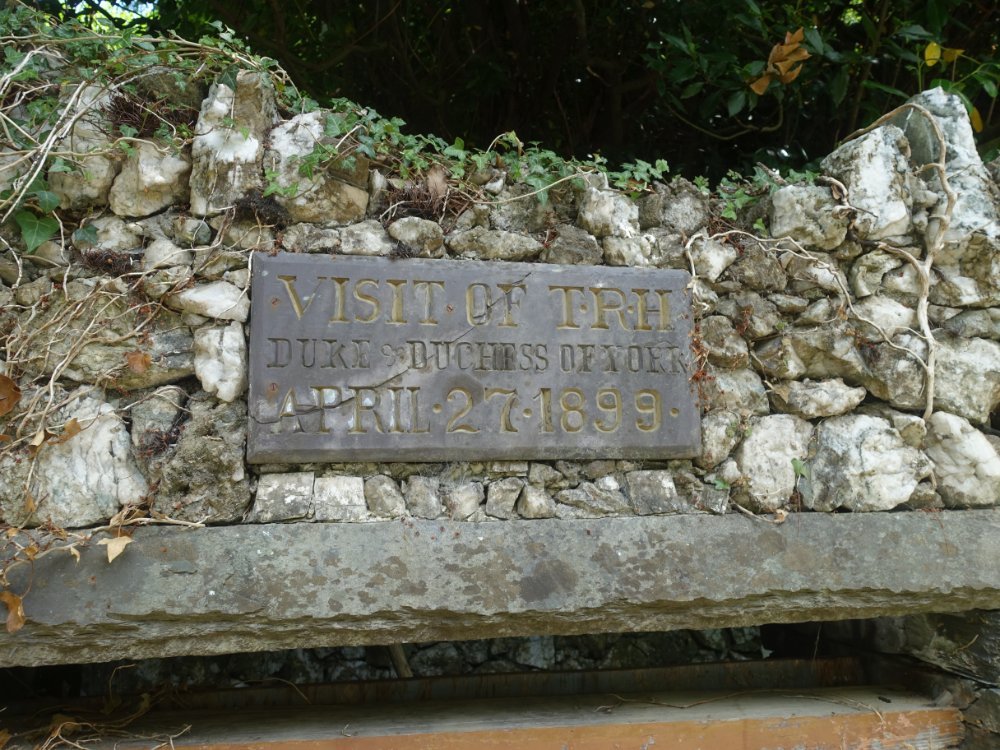 VISIT OF T·R·H
DUKE & DUCHESS OF YORK
APRIL·27·1899·